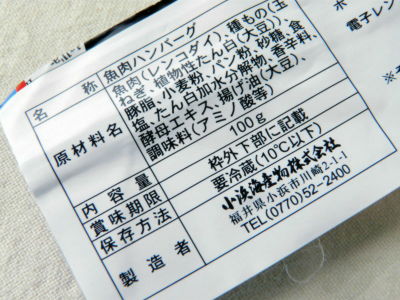 名 称 魚肉ハンバーグ
原材料名 魚肉(レンコダイ)、種もの(玉
ねぎ、植物性たん白(大豆))、
豚脂、小麦粉、パン粉、砂糖、食
塩、たん白加水分解物、香辛料、
酵母エキス、揚げ油(大豆)、
調味料(アミノ酸等)
内容量 100g
賞味期限 枠外下部に記載
保存方法 要冷蔵(10℃以下)
製造者 小浜海産物株式会社
福井県小浜市川崎2-1-1
TEL(0770)52-2400
電子レン